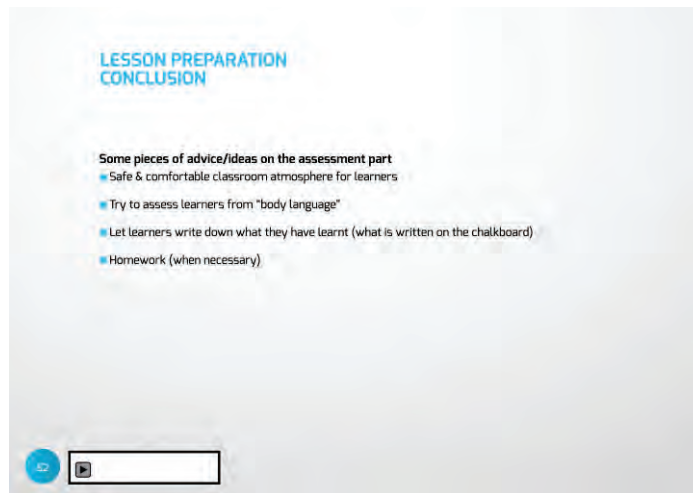 LESSON PREPARATION
CONCLUSION
Some pieces of advice/ideas on the assessment part
Safe & comfortable classroom atmosphere for learners
Try to assess learners from "body language"
Let learners write down what they have learnt (what is written on the chalkboard)
Homework (when necessary)